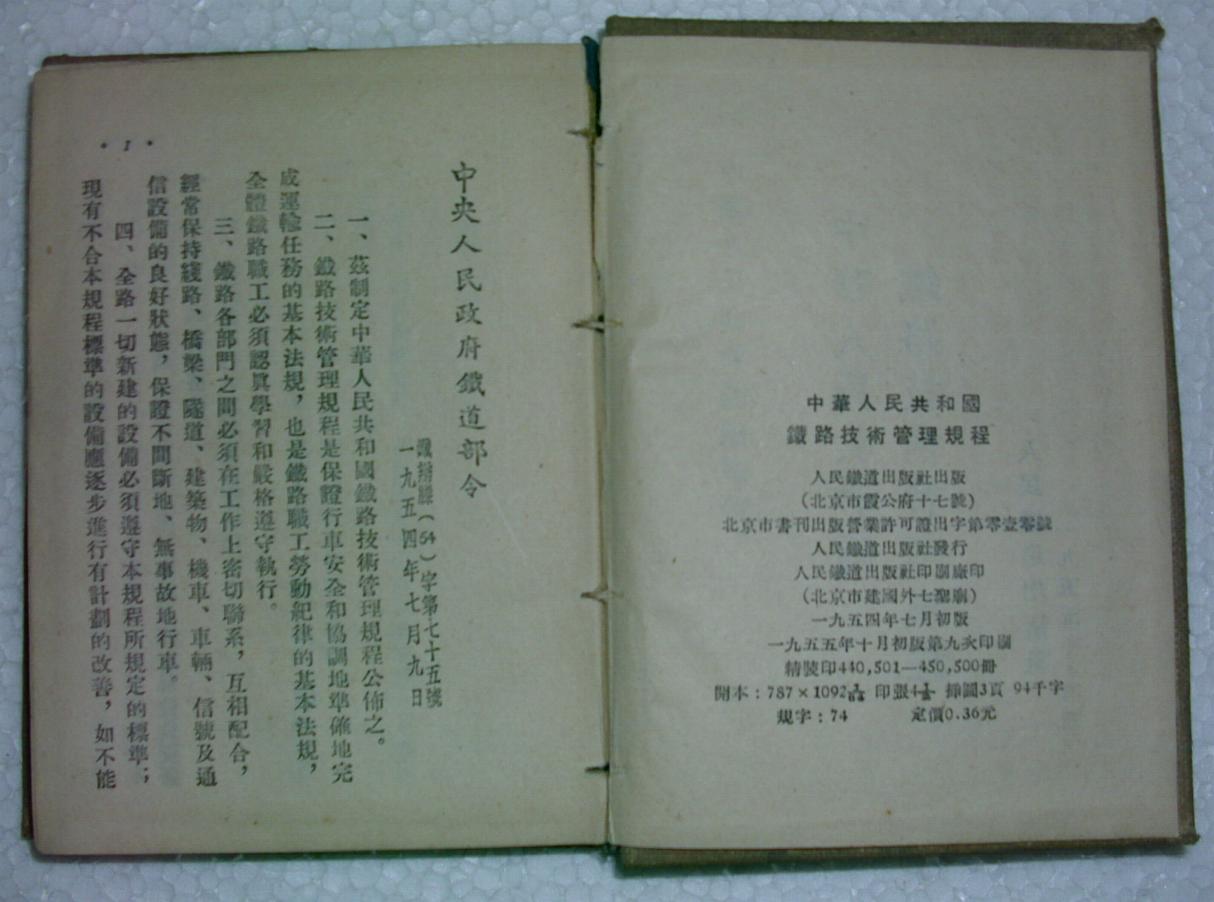 中華人民共和國
鐵路技術管理規程
人民鐵道出版社出版
(北京市霞公府十七號)
北京市書刊出版營業許可證出字第零壹零號
人民鐵道出版社發行
人民鐵道出版社印刷廠印
(北京市建國外七聖廟)
一九五四年七月初版
一九五五年十月初版第九次印刷
精裝印440,501—450,500冊
開本：787×1092 印張4 插圖3頁 94千字
規字：74 定價0.36元
中央人民政府鐵道部令
鐵辦縣(54)字第七十五號
一九五四年七月九日
一、茲制定中華人民共和國鐵路技術管理規程公佈之。
二、鐵路技術管理規程是保證行車安全和協調地準確地完
成運輸任務的基本法規，也是鐵路職工勞動紀律的基本法規，
全體鐵路職工必須認眞學習和嚴格遵守執行。
三、鐵路各部門之間必須在工作上密切聯系，互相配合，
經常保持綫路、橋梁、隧道、建築物、機車、車輛、信號及通
信設備的良好狀態，保證不間斷地、無事故地行車。
四、全路一切新建的設備必須遵守本規程所規定的標準；
現有不合本規程標準的設備應逐步進行有計劃的改善，如不能
• 1 •